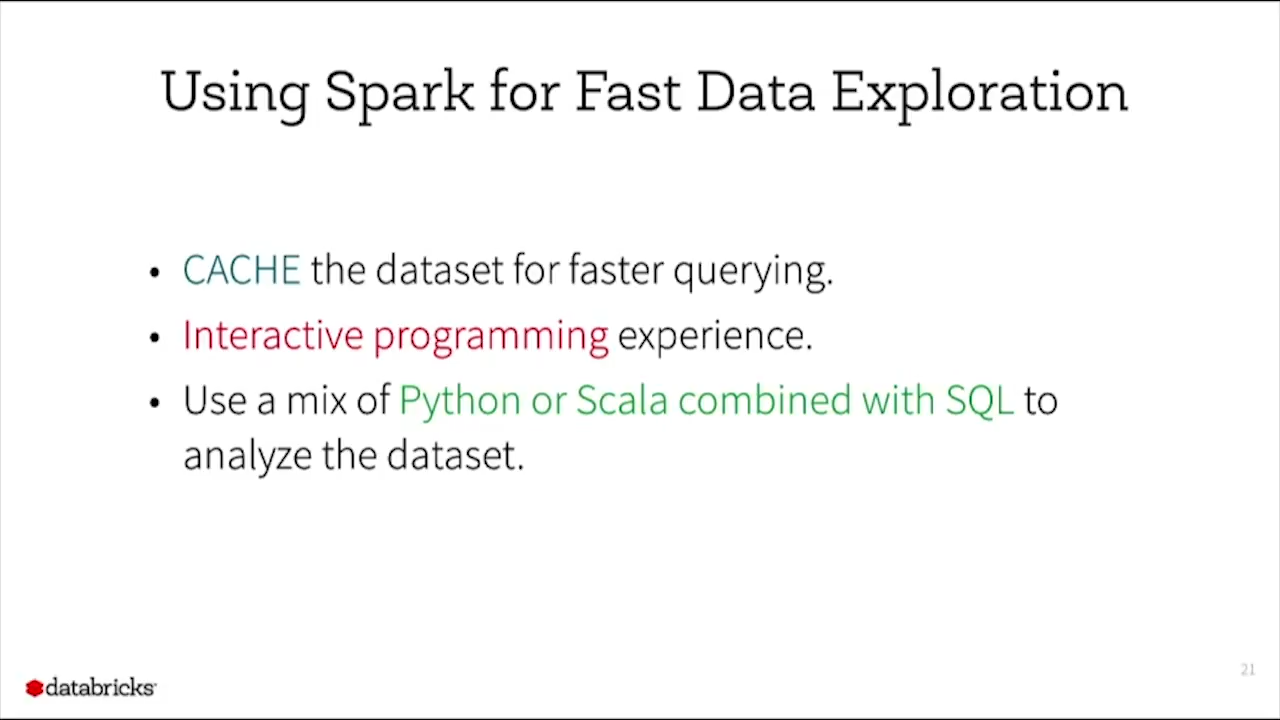 Using Spark for Fast Data Exploration
• CACHE the dataset for faster querying.
• Interactive programming experience.
• Use a mix of Python or Scala combined with SQL to
analyze the dataset.
databricks
21